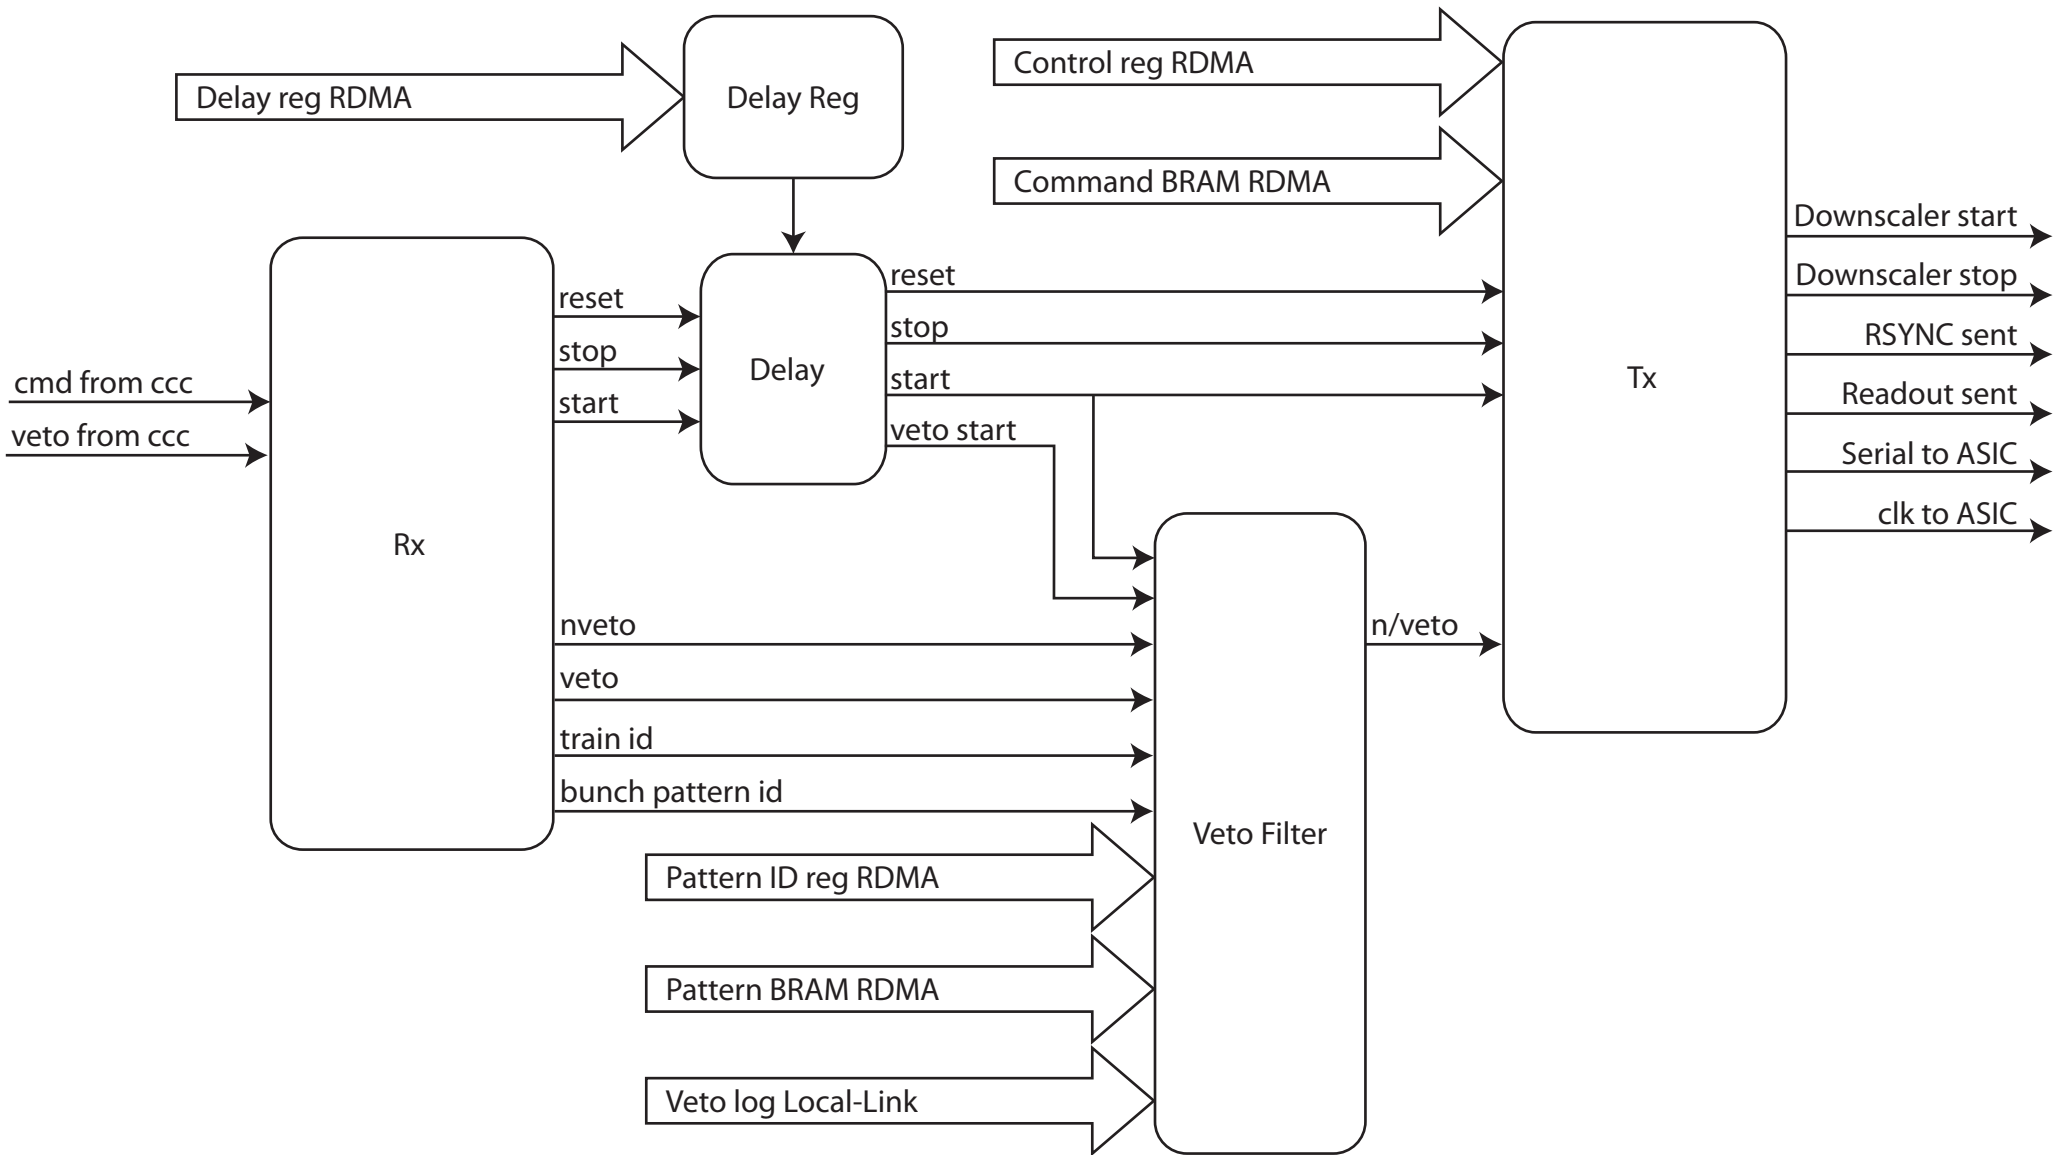 Control reg RDMA
Delay reg RDMA
Delay Reg
Command BRAM RDMA
Downscaler start
reset
Downscaler stop
reset
stop
RSYNC sent
stop
Delay
Tx
cmd from ccc
start
Readout sent
start
veto from ccc
veto start
Serial to ASIC
clk to ASIC
Rx
nveto
n/veto
veto
train id
bunch pattern id
Veto Filter
Pattern ID reg RDMA
Pattern BRAM RDMA
Veto log Local-Link